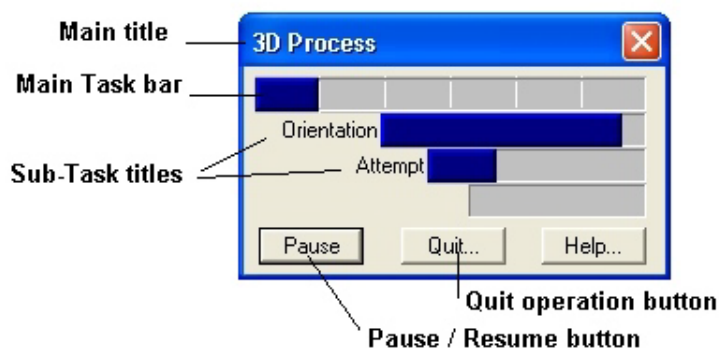 Main title
3D Process
Main Task bar
Orientation
Attempt
Sub-Task titles
Pause
Quit...
Help...
Quit operation button
Pause / Resume button